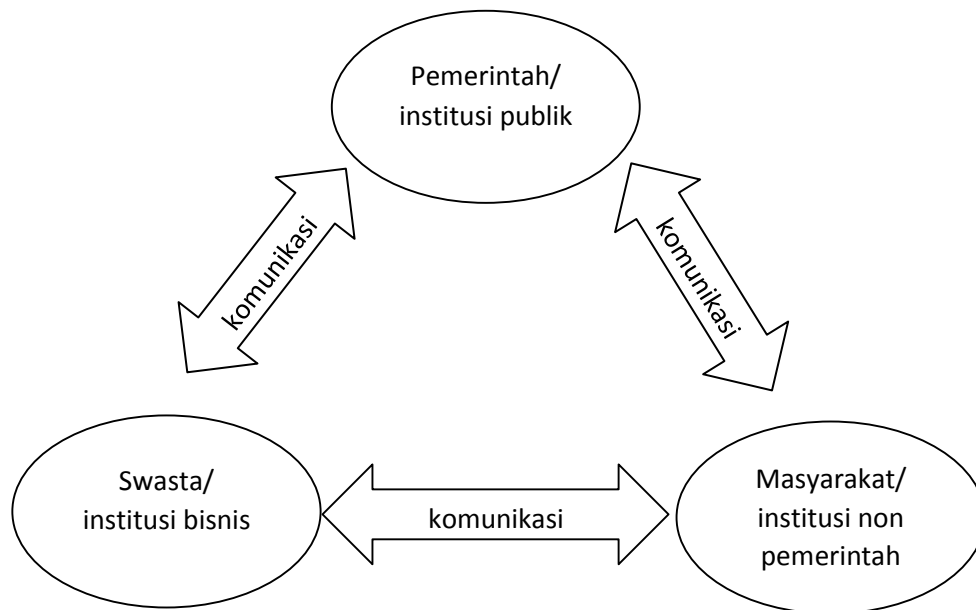 Pemerintah/
institusi publik
komunikasi
komunikasi
Swasta/
institusi bisnis
komunikasi
Masyarakat/
institusi non
pemerintah